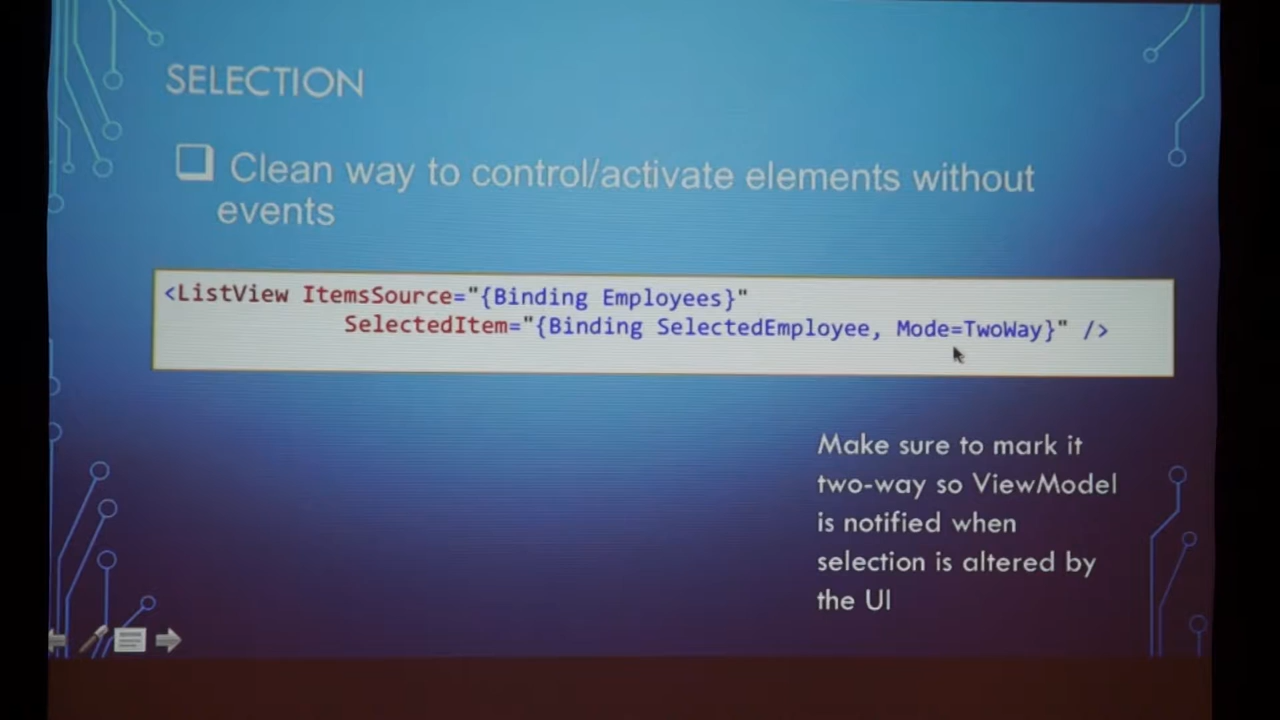 SELECTION
Clean way to control/activate elements without
events
<ListView ItemsSource="{Binding Employees}"
SelectedItem="{Binding SelectedEmployee, Mode=TwoWay}" />
Make sure to mark it
two-way so ViewModel
is notified when
selection is altered by
the UI